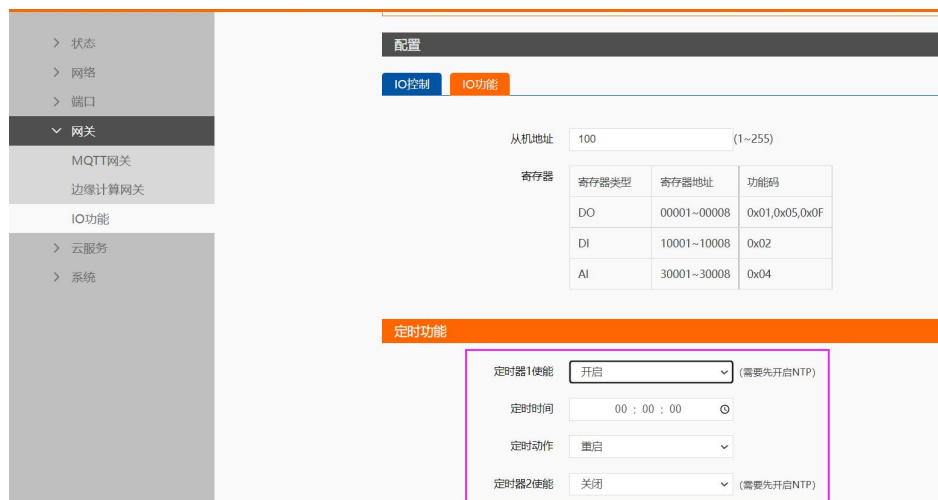 状态
网络
端口
网关
MQTT网关
边缘计算网关
IO功能
云服务
系统
配置
IO控制 IO功能
从机地址 100 (1~255)
寄存器 寄存器类型 寄存器地址 功能码
DO 00001~00008 0x01,0x05,0x0F
DI 10001~10008 0x02
AI 30001~30008 0x04
定时功能
定时器1使能 开启 (需要先开启NTP)
定时时间 00 : 00 : 00
定时动作 重启
定时器2使能 关闭 (需要先开启NTP)